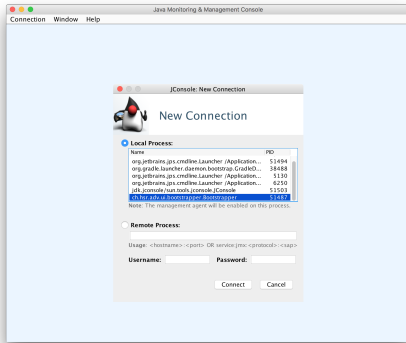 Java Monitoring & Management Console
Connection Window Help
JConsole: New Connection
New Connection
Local Process:
Name PID
org.jetbrains.jps.cmdline.Launcher /Application... 51494
org.gradle.launcher.daemon.bootstrap.GradleD... 38488
org.jetbrains.jps.cmdline.Launcher /Application... 5130
org.jetbrains.jps.cmdline.Launcher /Application... 6250
jdk.jconsole/sun.tools.jconsole.JConsole 51503
ch.hsr.adv.ui.bootstrapper.Bootstrapper 51487
Note: The management agent will be enabled on this process.
Remote Process:
Usage: <hostname>:<port> OR service:jmx:<protocol>:<sap>
Username: Password:
Connect Cancel